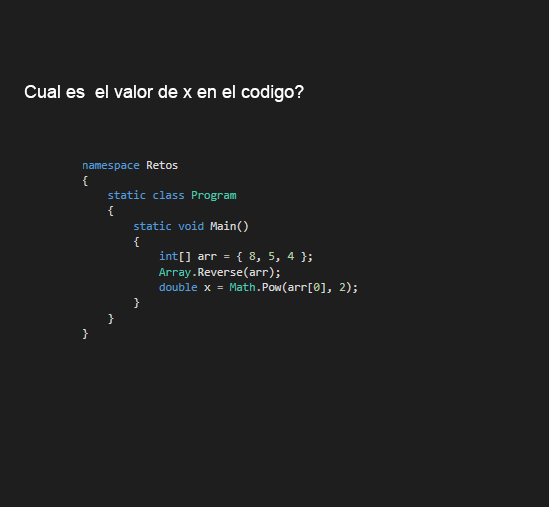 Cual es  el valor de x en el codigo?
namespace Retos
{
    static class Program
    {
        static void Main()
        {
            int[] arr = { 8, 5, 4 };
            Array.Reverse(arr);
            double x = Math.Pow(arr[0], 2);
        }
    }
}